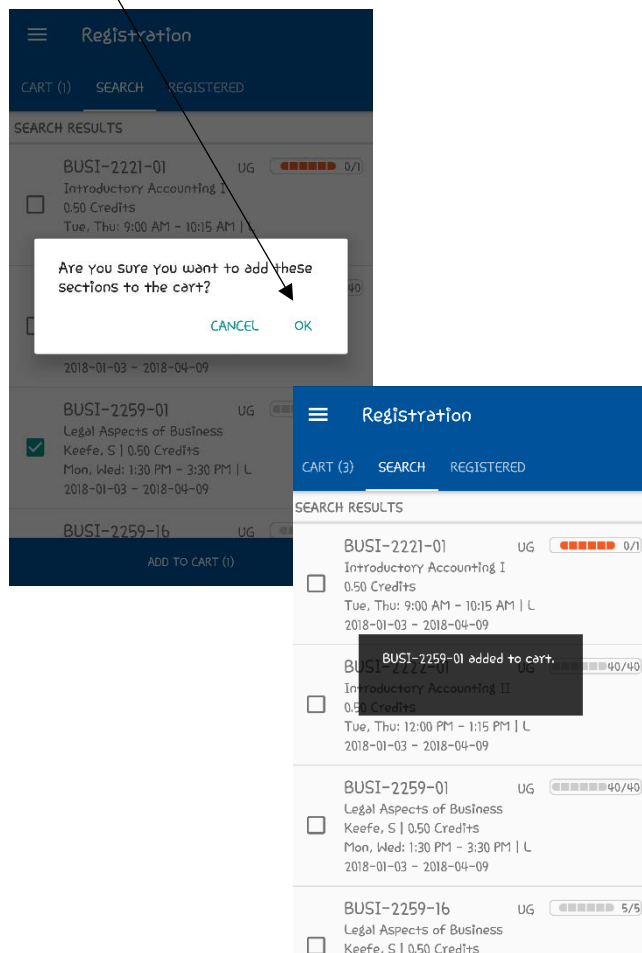 Registration
CART (1) SEARCH REGISTERED
SEARCH RESULTS
BUSI-2221-01 UG 0/1
Introductory Accounting I
0.50 Credits
Tue, Thu: 9:00 AM - 10:15 AM | L
Are you sure you want to add these
sections to the cart?
40
CANCEL OK
2018-01-03 - 2018-04-09
BUSI-2259-01 UG
Legal Aspects of Business
Keefe, S | 0.50 Credits
Mon, Wed: 1:30 PM - 3:30 PM | L
2018-01-03 - 2018-04-09
BUSI-2259-16 UG
ADD TO CART (1)
Registration
CART (3) SEARCH REGISTERED
SEARCH RESULTS
BUSI-2221-01 UG 0/1
Introductory Accounting I
0.50 Credits
Tue, Thu: 9:00 AM - 10:15 AM | L
2018-01-03 - 2018-04-09
BUSI-2259-01 added to cart.
BUSI-2222-01 UG 40/40
Introductory Accounting II
0.50 Credits
Tue, Thu: 12:00 PM - 1:15 PM | L
2018-01-03 - 2018-04-09
BUSI-2259-01 UG 40/40
Legal Aspects of Business
Keefe, S | 0.50 Credits
Mon, Wed: 1:30 PM - 3:30 PM | L
2018-01-03 - 2018-04-09
BUSI-2259-16 UG 5/5
Legal Aspects of Business
Keefe, S | 0.50 Credits